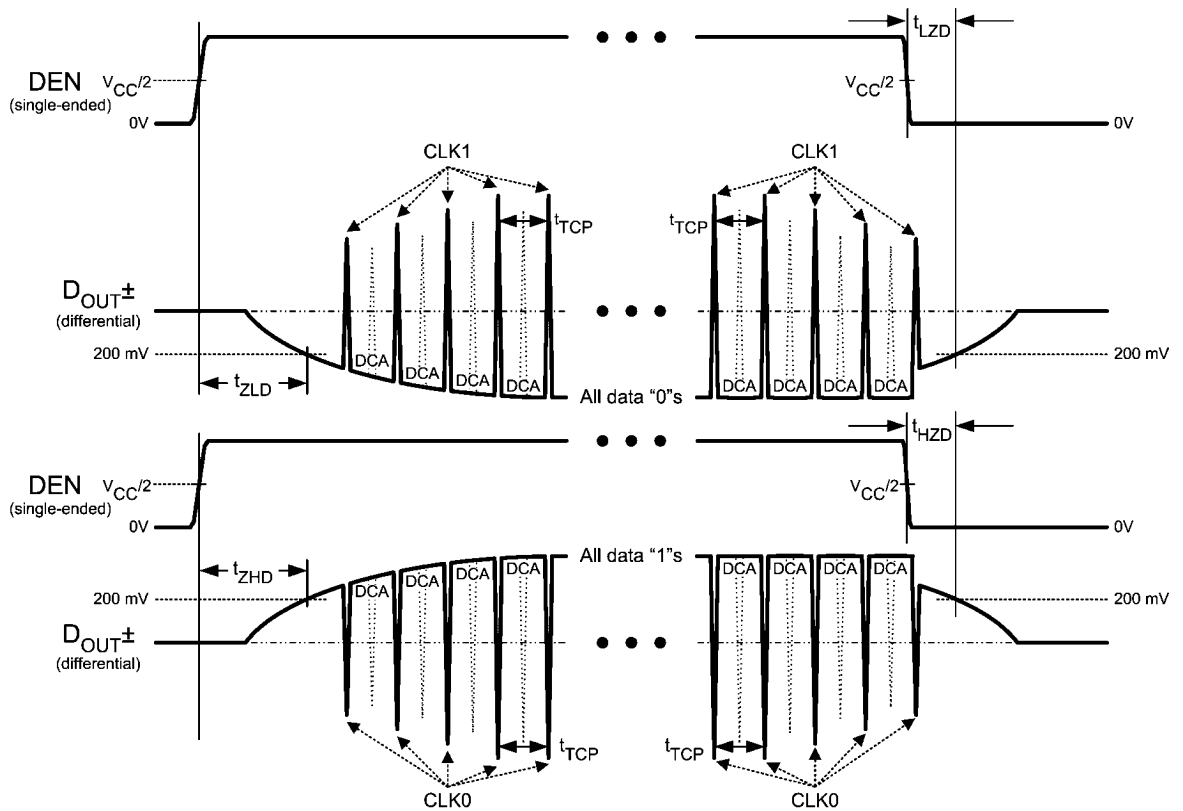 t_LZD
DEN
(single-ended)
V_CC/2
0V
V_CC/2
0V
CLK1
CLK1
t_TCP
t_TCP
D_OUT±
(differential)
200 mV
200 mV
DCA DCA DCA DCA
DCA DCA DCA DCA
t_ZLD
All data “0”s
t_HZD
DEN
(single-ended)
V_CC/2
0V
V_CC/2
0V
All data “1”s
t_ZHD
DCA DCA DCA DCA
DCA DCA DCA DCA
200 mV
200 mV
D_OUT±
(differential)
t_TCP
t_TCP
CLK0
CLK0